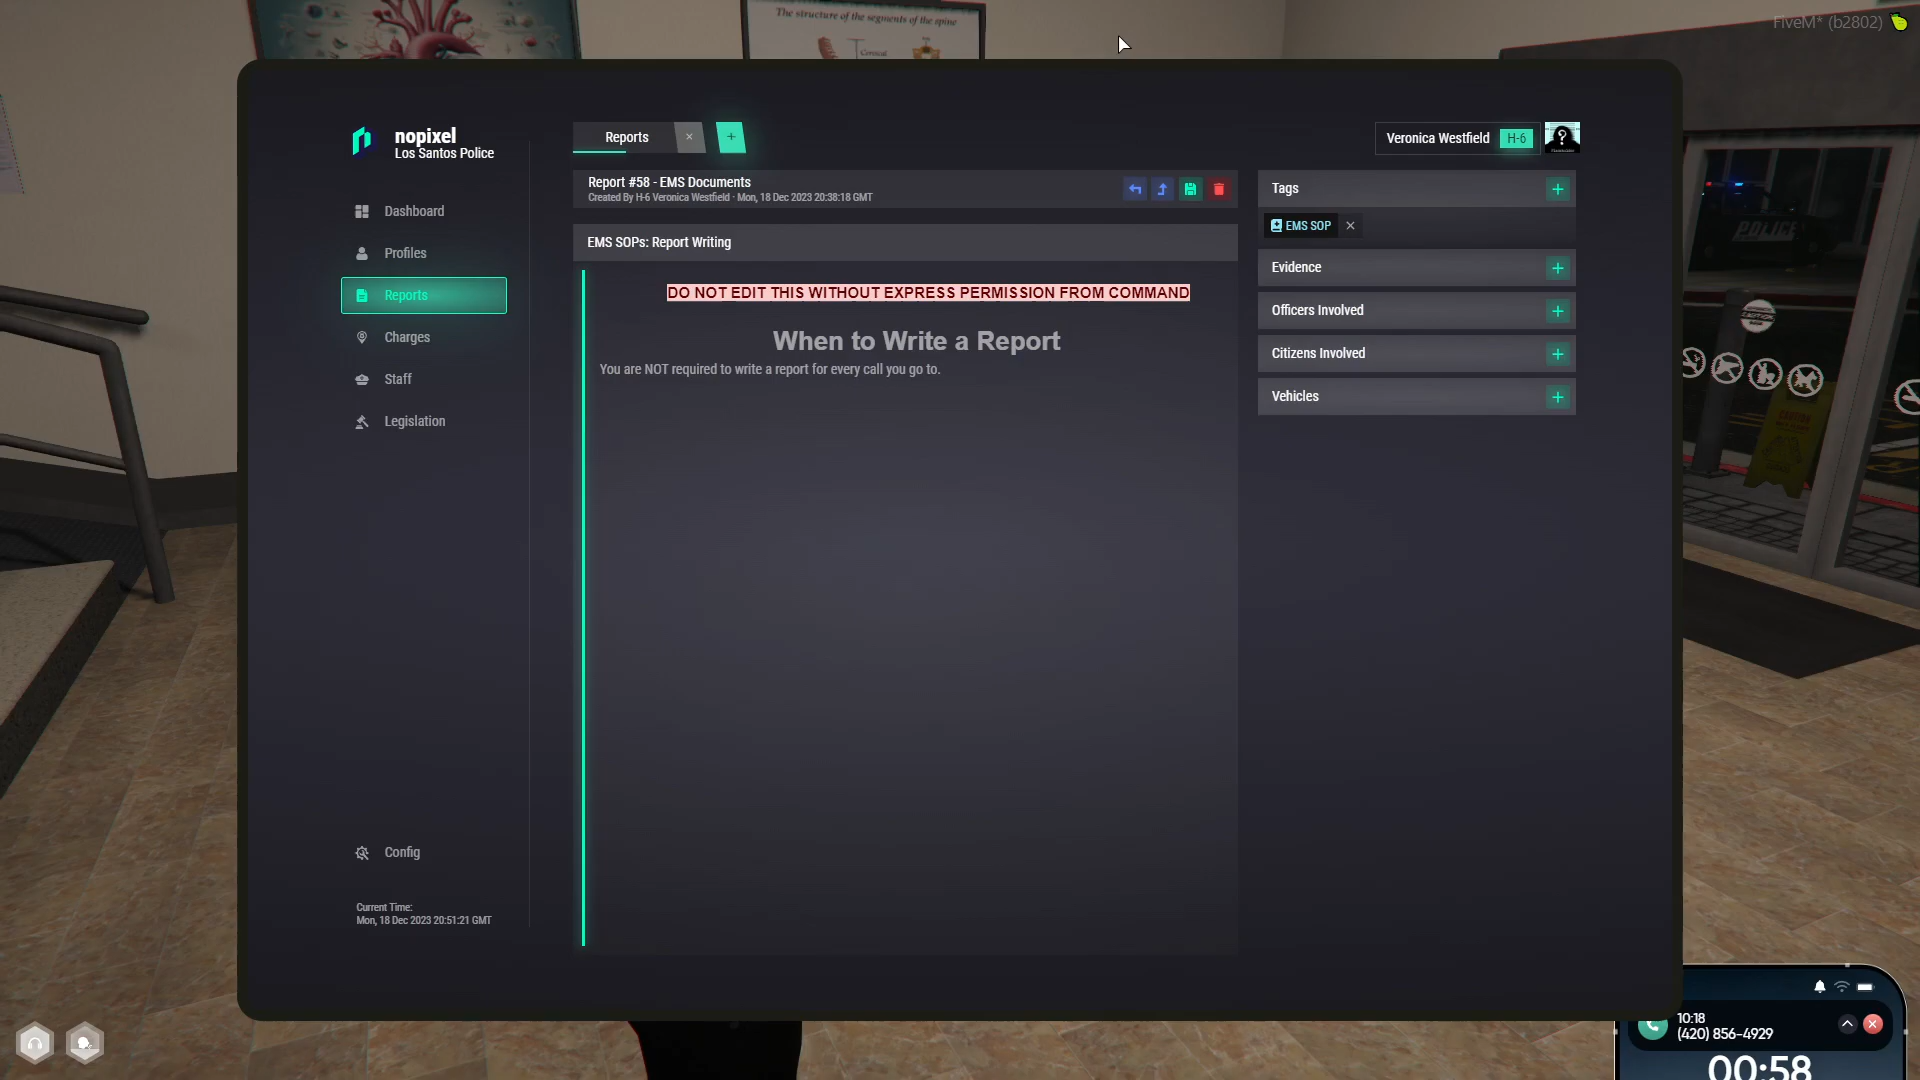 The structure of the segments of the spine
Cervical
FiveM* (b2802)
nopixel
Los Santos Police
Reports
Veronica Westfield H-6
Report #58 - EMS Documents
Created By H-6 Veronica Westfield · Mon, 18 Dec 2023 20:38:18 GMT
Tags
EMS SOP
Dashboard
Profiles
Reports
Charges
Staff
Legislation
EMS SOPs: Report Writing
DO NOT EDIT THIS WITHOUT EXPRESS PERMISSION FROM COMMAND
When to Write a Report
You are NOT required to write a report for every call you go to.
Evidence
Officers Involved
Citizens Involved
Vehicles
POLICE
CAUTION
Config
Current Time:
Mon, 18 Dec 2023 20:51:21 GMT
10:18
(420) 856-4929
00:58